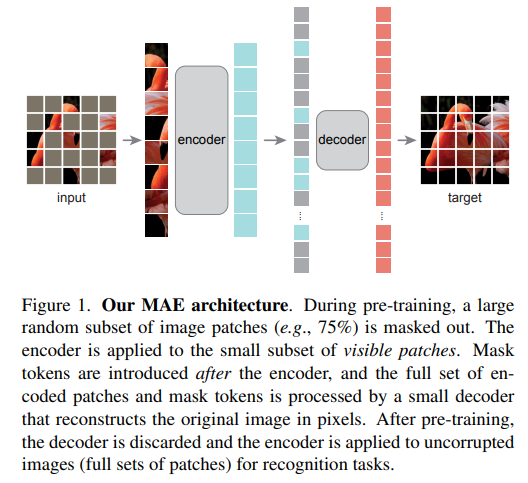 input
encoder
decoder
target
Figure 1. Our MAE architecture. During pre-training, a large
random subset of image patches (e.g., 75%) is masked out. The
encoder is applied to the small subset of visible patches. Mask
tokens are introduced after the encoder, and the full set of en-
coded patches and mask tokens is processed by a small decoder
that reconstructs the original image in pixels. After pre-training,
the decoder is discarded and the encoder is applied to uncorrupted
images (full sets of patches) for recognition tasks.